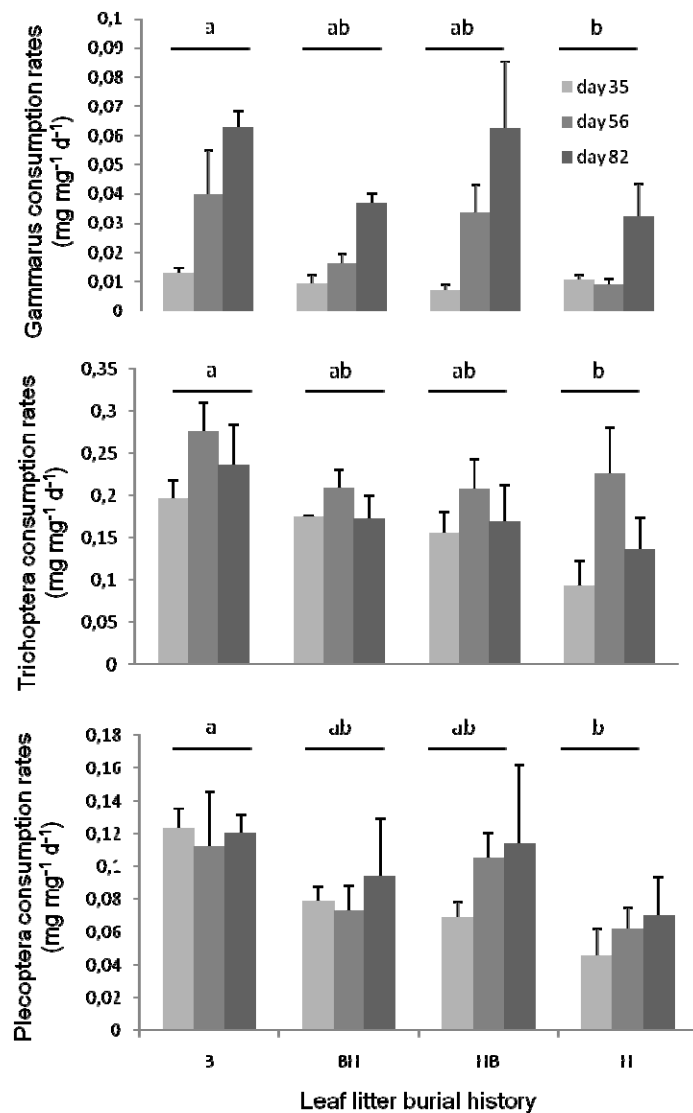 0,1
0,09
0,08
0,07
0,06
0,05
0,04
0,03
0,02
0,01
0
Gammarus consumption rates
(mg mg⁻¹ d⁻¹)
a ab ab b
day 35
day 56
day 82
0,35
0,3
0,25
0,2
0,15
0,1
0,05
0
Trichoptera consumption rates
(mg mg⁻¹ d⁻¹)
a ab ab b
0,18
0,16
0,14
0,12
0,1
0,08
0,06
0,04
0,02
0
Plecoptera consumption rates
(mg mg⁻¹ d⁻¹)
a ab ab b
B BH HB H
Leaf litter burial history